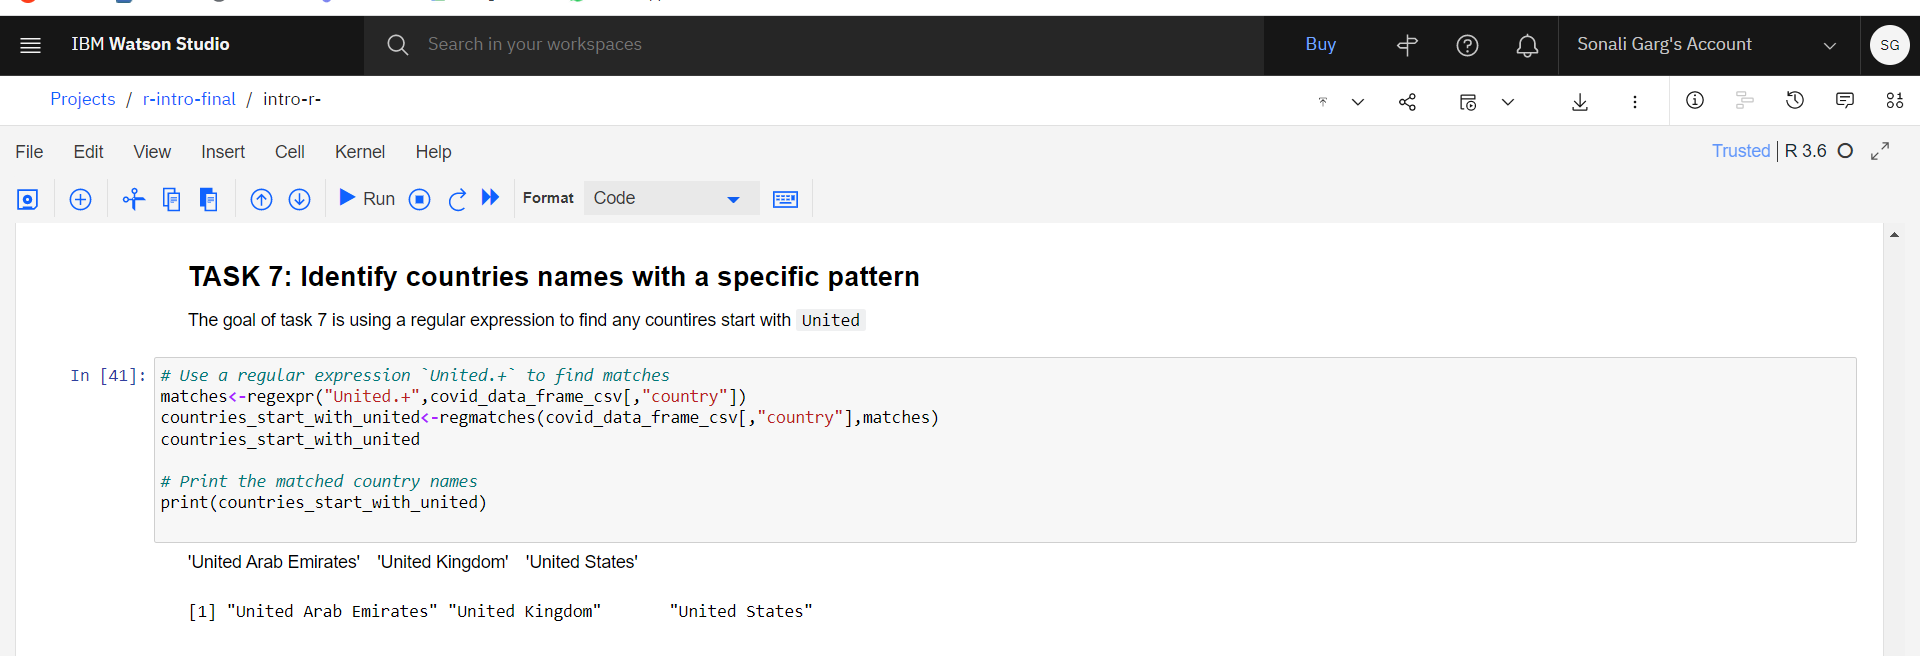 IBM Watson Studio
Search in your workspaces
Buy
Sonali Garg's Account
SG
Projects / r-intro-final / intro-r-
File Edit View Insert Cell Kernel Help
Trusted | R 3.6
Run
Format
Code
TASK 7: Identify countries names with a specific pattern
The goal of task 7 is using a regular expression to find any countires start with United
In [41]:
# Use a regular expression `United.+` to find matches
matches<-regexpr("United.+",covid_data_frame_csv[,"country"])
countries_start_with_united<-regmatches(covid_data_frame_csv[,"country"],matches)
countries_start_with_united
# Print the matched country names
print(countries_start_with_united)
'United Arab Emirates' 'United Kingdom' 'United States'
[1] "United Arab Emirates" "United Kingdom"       "United States"